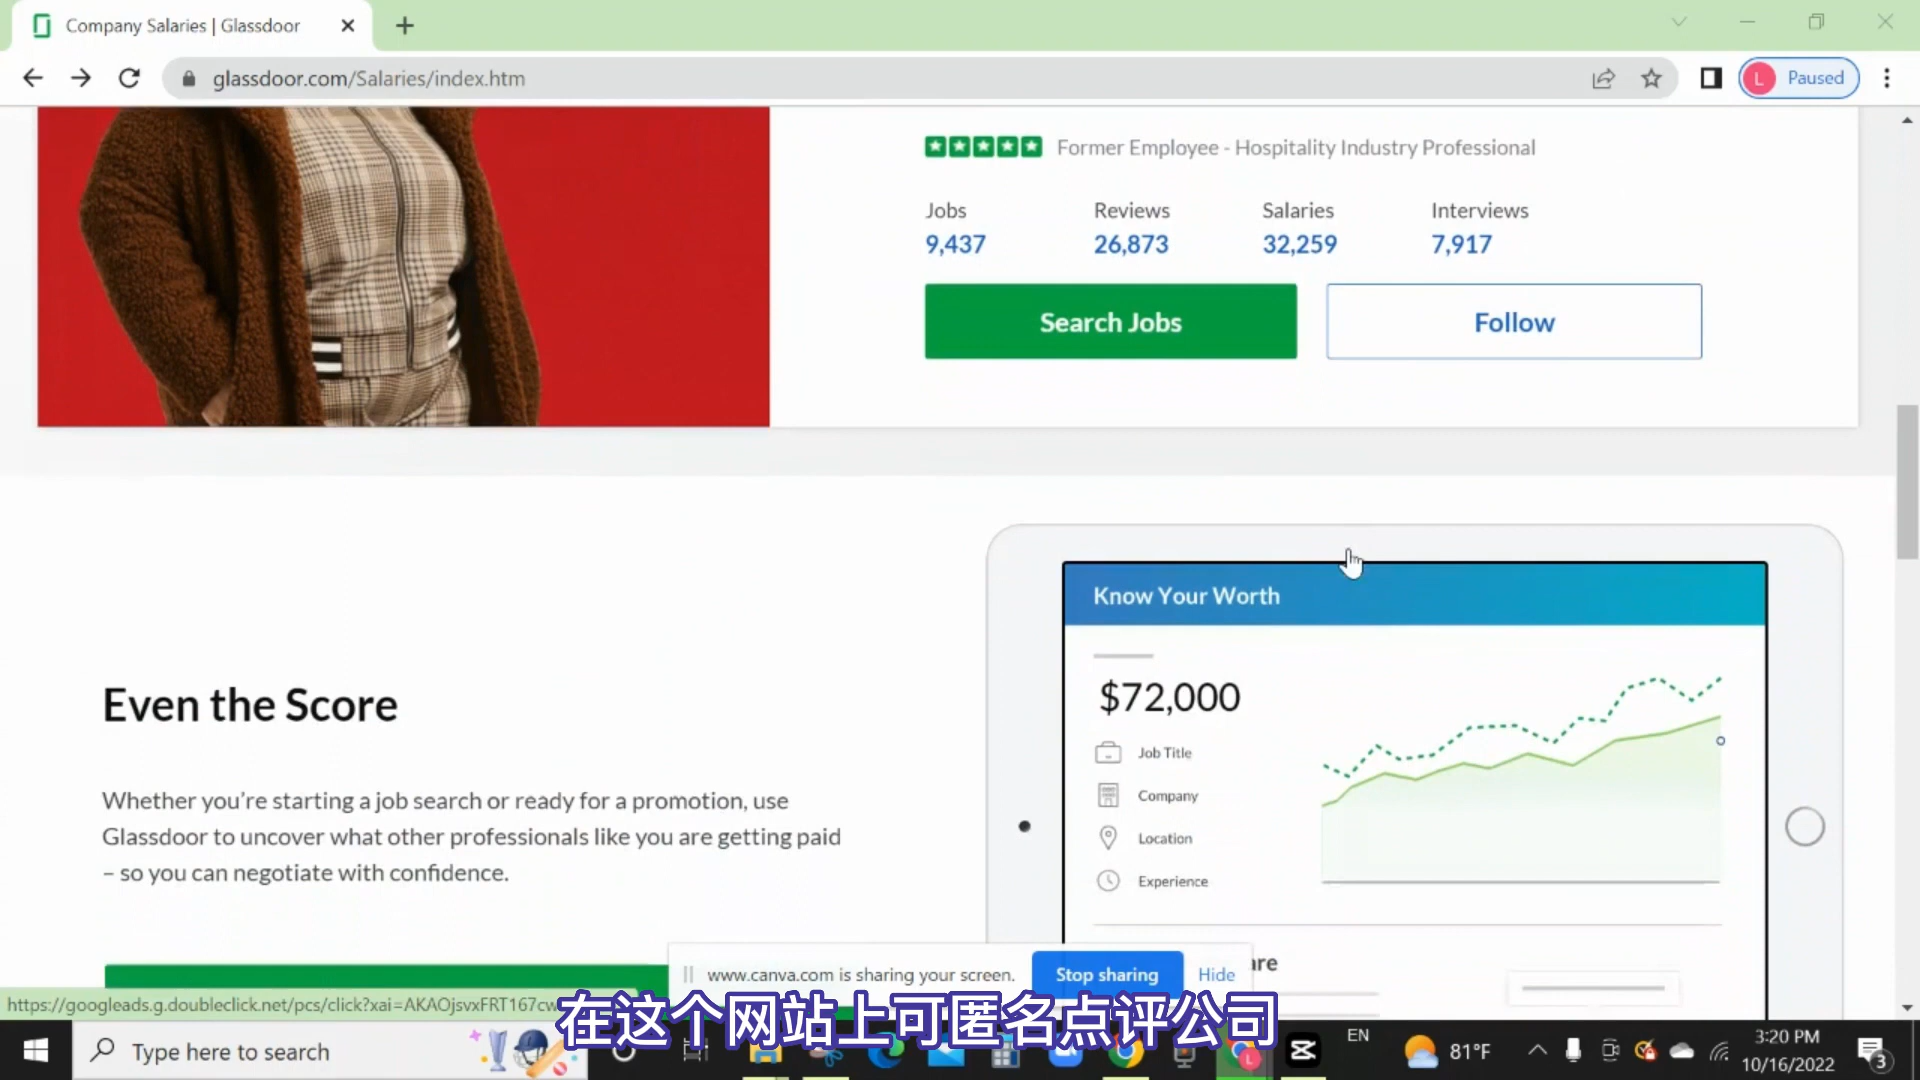 Company Salaries | Glassdoor
glassdoor.com/Salaries/index.htm
L
Paused
Former Employee - Hospitality Industry Professional
Jobs
Reviews
Salaries
Interviews
9,437
26,873
32,259
7,917
Search Jobs
Follow
Know Your Worth
$72,000
Job Title
Company
Location
Experience
Even the Score
Whether you're starting a job search or ready for a promotion, use
Glassdoor to uncover what other professionals like you are getting paid
– so you can negotiate with confidence.
www.canva.com is sharing your screen.
Stop sharing
Hide
https://googleads.g.doubleclick.net/pcs/click?xai=AKAOjsvxFRT167cw
在这个网站上可匿名点评公司
Type here to search
L
EN
81°F
3:20 PM
10/16/2022
3